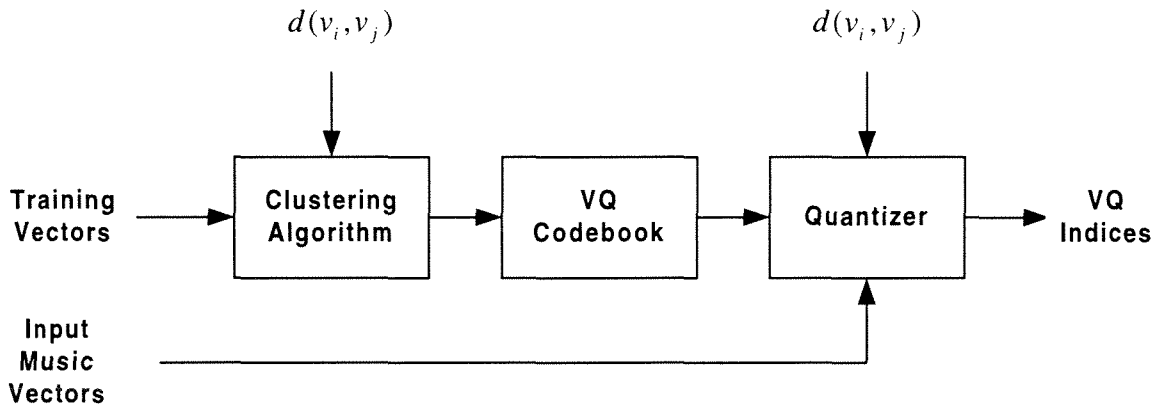 d(v_i, v_j)
d(v_i, v_j)
Training
Vectors
Clustering
Algorithm
VQ
Codebook
Quantizer
VQ
Indices
Input
Music
Vectors